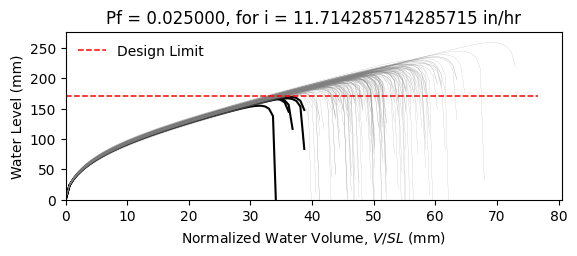 Pf = 0.025000, for i = 11.714285714285715 in/hr
Water Level (mm)
250
200
150
100
50
0
Design Limit
0 10 20 30 40 50 60 70 80
Normalized Water Volume, V/SL (mm)